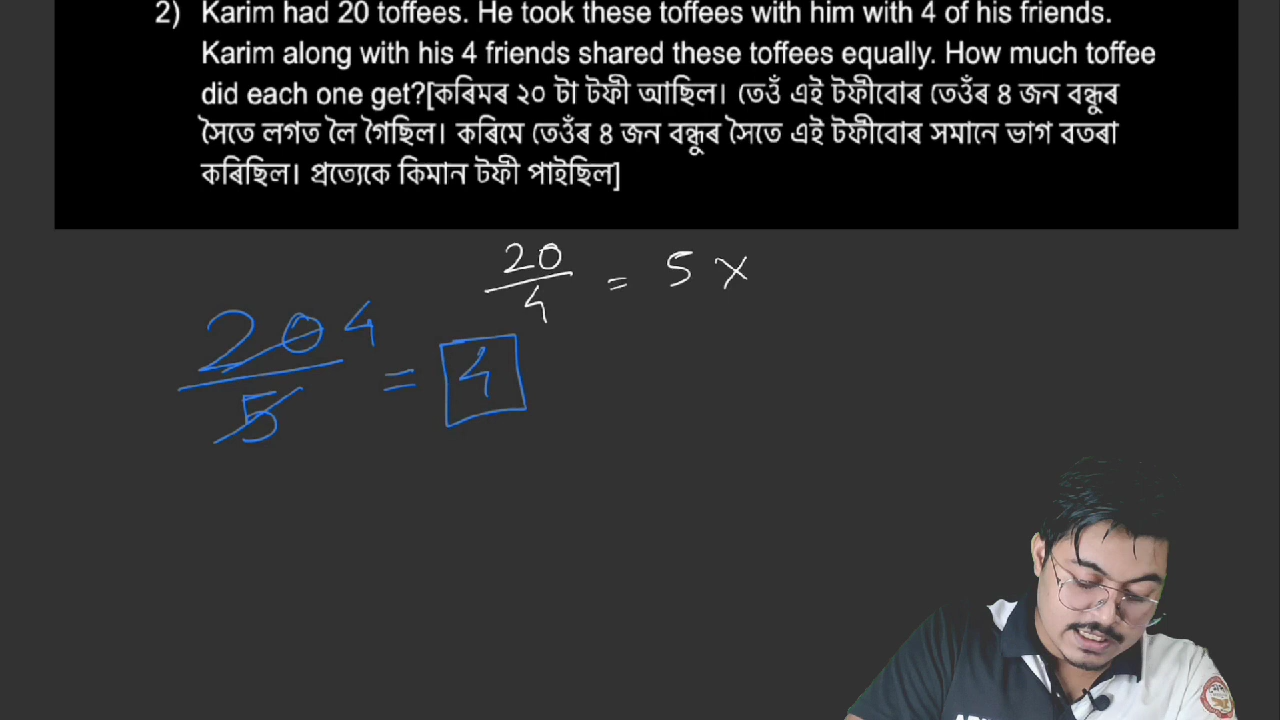 2) Karim had 20 toffees. He took these toffees with him with 4 of his friends.
Karim along with his 4 friends shared these toffees equally. How much toffee
did each one get?[কৰিমৰ ২০ টা টফী আছিল। তেওঁ এই টফীবোৰ তেওঁৰ ৪ জন বন্ধুৰ
সৈতে লগত লৈ গৈছিল। কৰিমে তেওঁৰ ৪ জন বন্ধুৰ সৈতে এই টফীবোৰ সমানে ভাগ বতৰা
কৰিছিল। প্ৰত্যেকে কিমান টফী পাইছিল]
20/4 = 5 ×
20/5 4 = 4